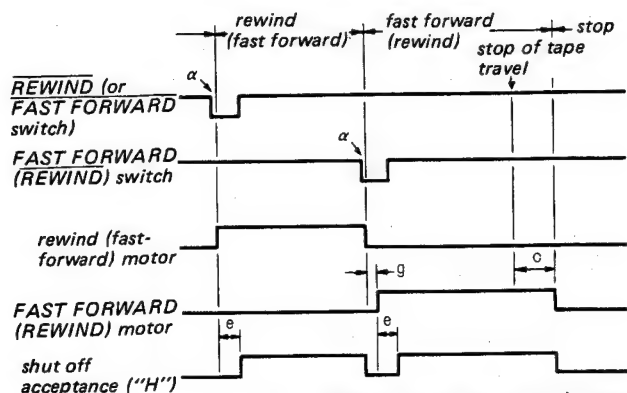 rewind
(fast forward)
fast forward
(rewind)
stop
stop of tape
travel
REWIND (or
FAST FORWARD
switch)
α
α
FAST FORWARD
(REWIND) switch
rewind (fast-
forward) motor
g
c
FAST FORWARD
(REWIND) motor
e
e
shut off
acceptance ("H")